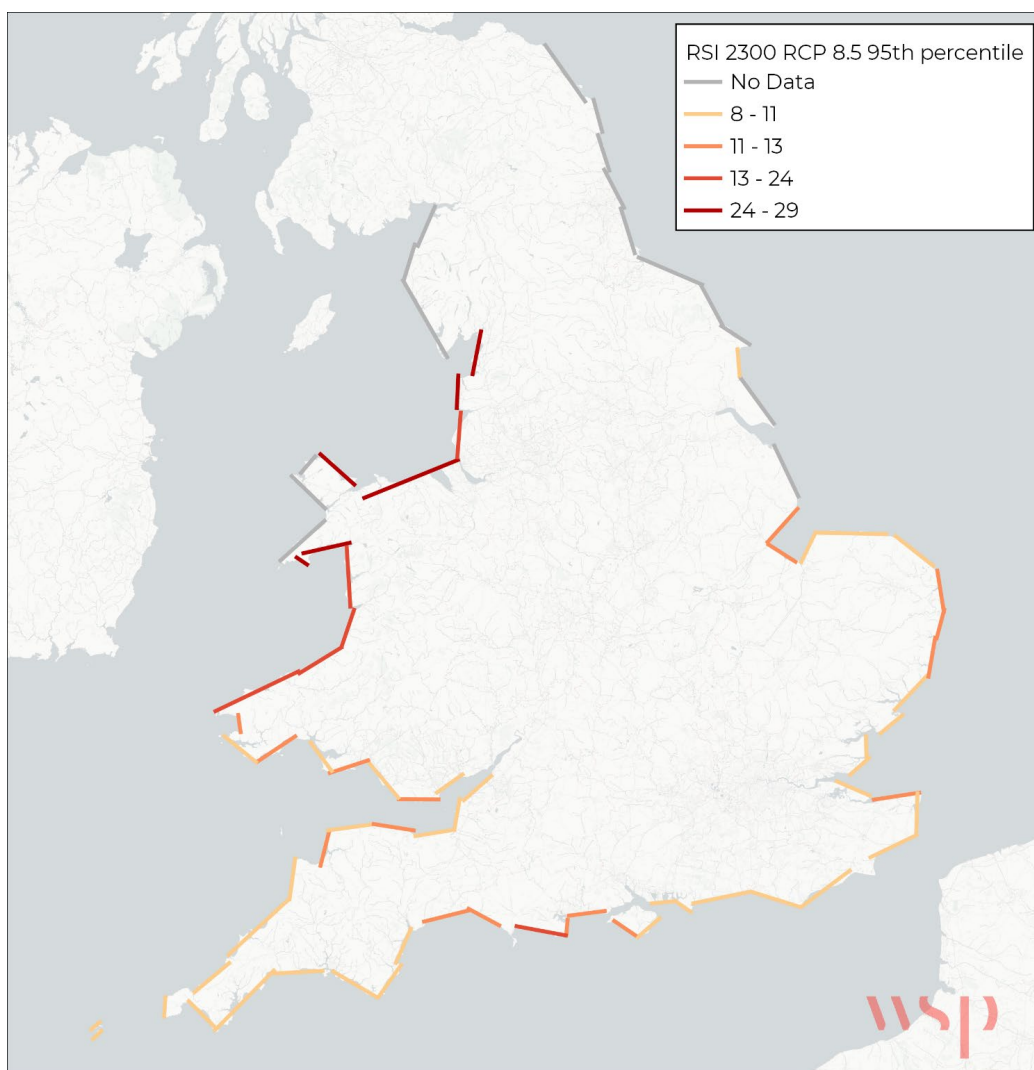 RSI 2300 RCP 8.5 95th percentile
No Data
8 - 11
11 - 13
13 - 24
24 - 29
wsp